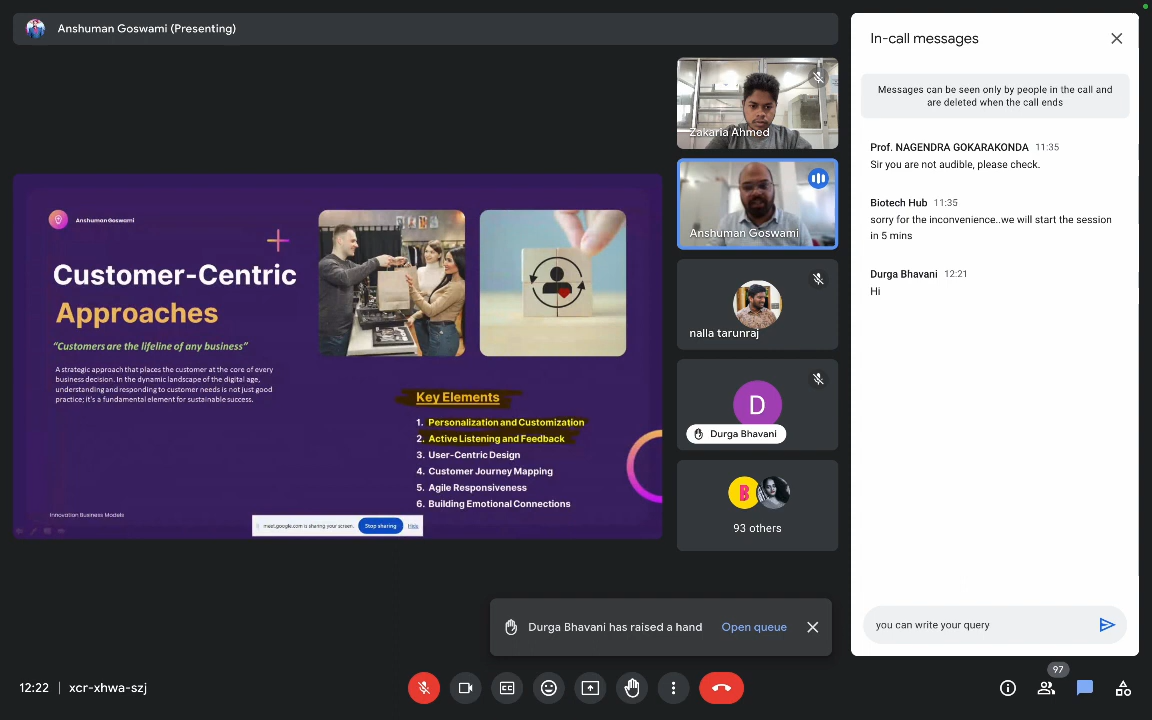 Anshuman Goswami (Presenting)
Anshuman Goswami
Customer-Centric
Approaches
“Customers are the lifeline of any business”
A strategic approach that places the customer at the core of every
business decision. In the dynamic landscape of the digital age,
understanding and responding to customer needs is not just good
practice; it's a fundamental element for sustainable success.
Key Elements
1. Personalization and Customization
2. Active Listening and Feedback
3. User-Centric Design
4. Customer Journey Mapping
5. Agile Responsiveness
6. Building Emotional Connections
Innovation Business Models
meet.google.com is sharing your screen.
Stop sharing
Hide
Zakaria Ahmed
Anshuman Goswami
nalla tarunraj
D
Durga Bhavani
B
93 others
Durga Bhavani has raised a hand
Open queue
In-call messages
Messages can be seen only by people in the call and
are deleted when the call ends
Prof. NAGENDRA GOKARAKONDA 11:35
Sir you are not audible, please check.
Biotech Hub 11:35
sorry for the inconvenience..we will start the session
in 5 mins
Durga Bhavani 12:21
Hi
you can write your query
12:22 | xcr-xhwa-szj
97